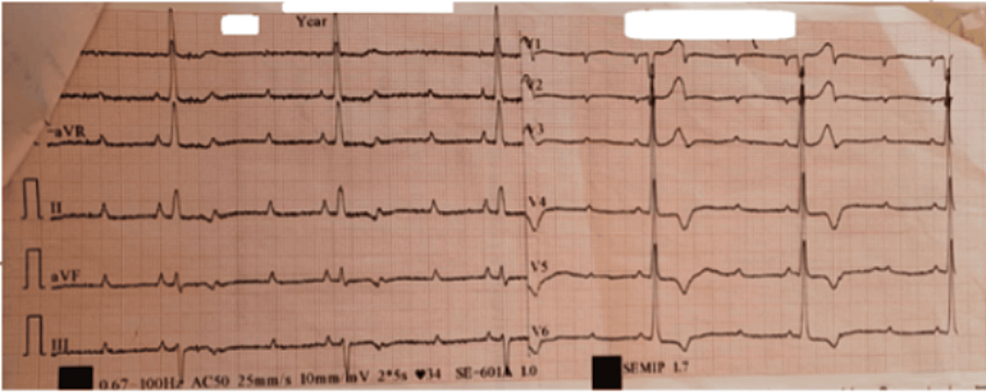 Year
V1
V2
-aVR
V3
II
V4
aVF
V5
III
V6
0.67-100Hz AC50 25mm/s 10mm/mV 2*5s ♥34 SE-601A 1.0
SEMIP 1.7